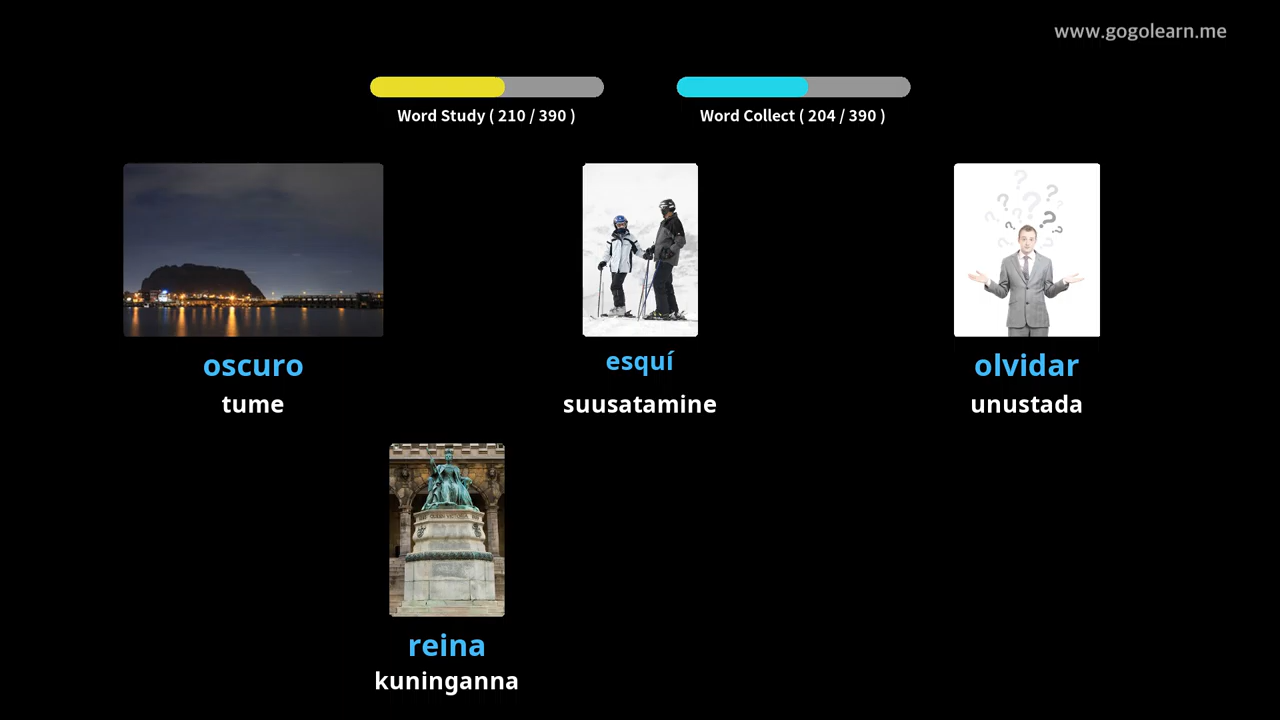 www.gogolearn.me
Word Study ( 210 / 390 )
Word Collect ( 204 / 390 )
oscuro
tume
esquí
suusatamine
olvidar
unustada
reina
kuninganna